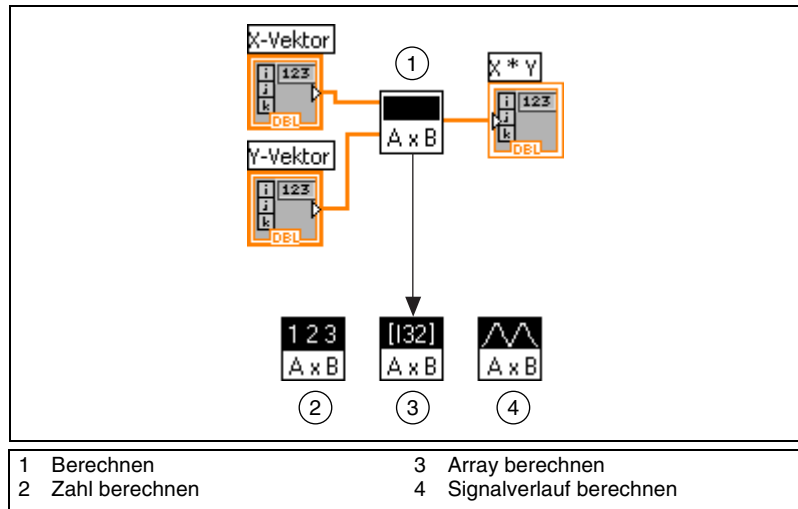 X-Vektor
1
X * Y
i 123
j
k
DBL
A x B
i 123
j
k
DBL
Y-Vektor
i 123
j
k
DBL
1 2 3
A x B
[I32]
A x B
A x B
2
3
4
1 Berechnen
2 Zahl berechnen
3 Array berechnen
4 Signalverlauf berechnen